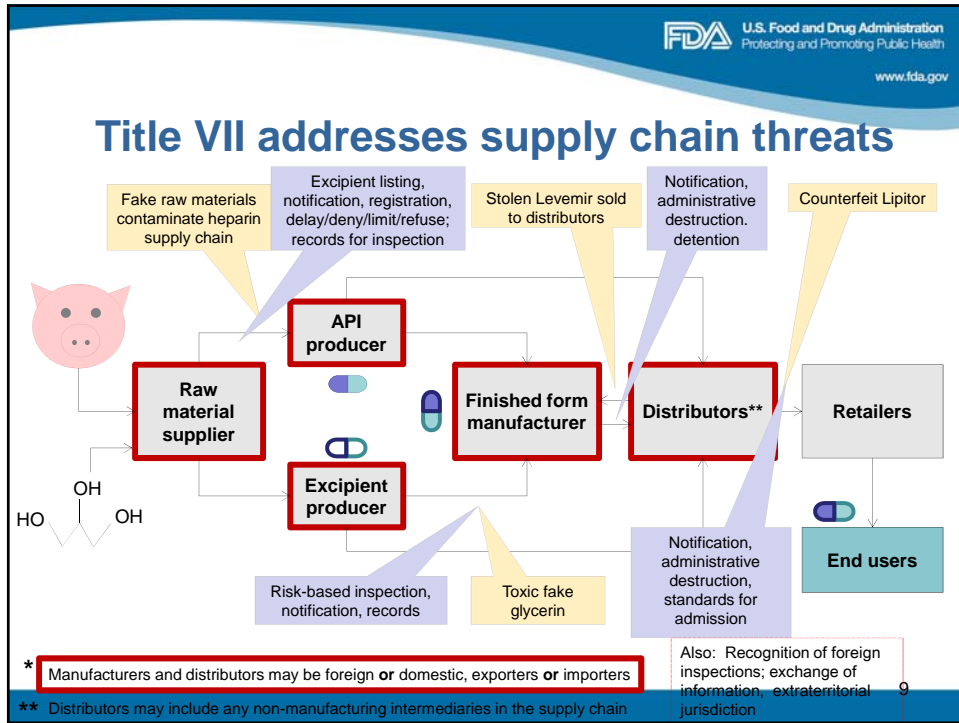 FDA
U.S. Food and Drug Administration
Protecting and Promoting Public Health
www.fda.gov
Title VII addresses supply chain threats
Fake raw materials
contaminate heparin
supply chain
Excipient listing,
notification, registration,
delay/deny/limit/refuse;
records for inspection
Stolen Levemir sold
to distributors
Notification,
administrative
destruction.
detention
Counterfeit Lipitor
API
producer
Raw
material
supplier
Finished form
manufacturer
Distributors**
Retailers
Excipient
producer
OH
HO
OH
End users
Risk-based inspection,
notification, records
Toxic fake
glycerin
Notification,
administrative
destruction,
standards for
admission
* Manufacturers and distributors may be foreign or domestic, exporters or importers
Also: Recognition of foreign
inspections; exchange of
information, extraterritorial
jurisdiction
9
** Distributors may include any non-manufacturing intermediaries in the supply chain